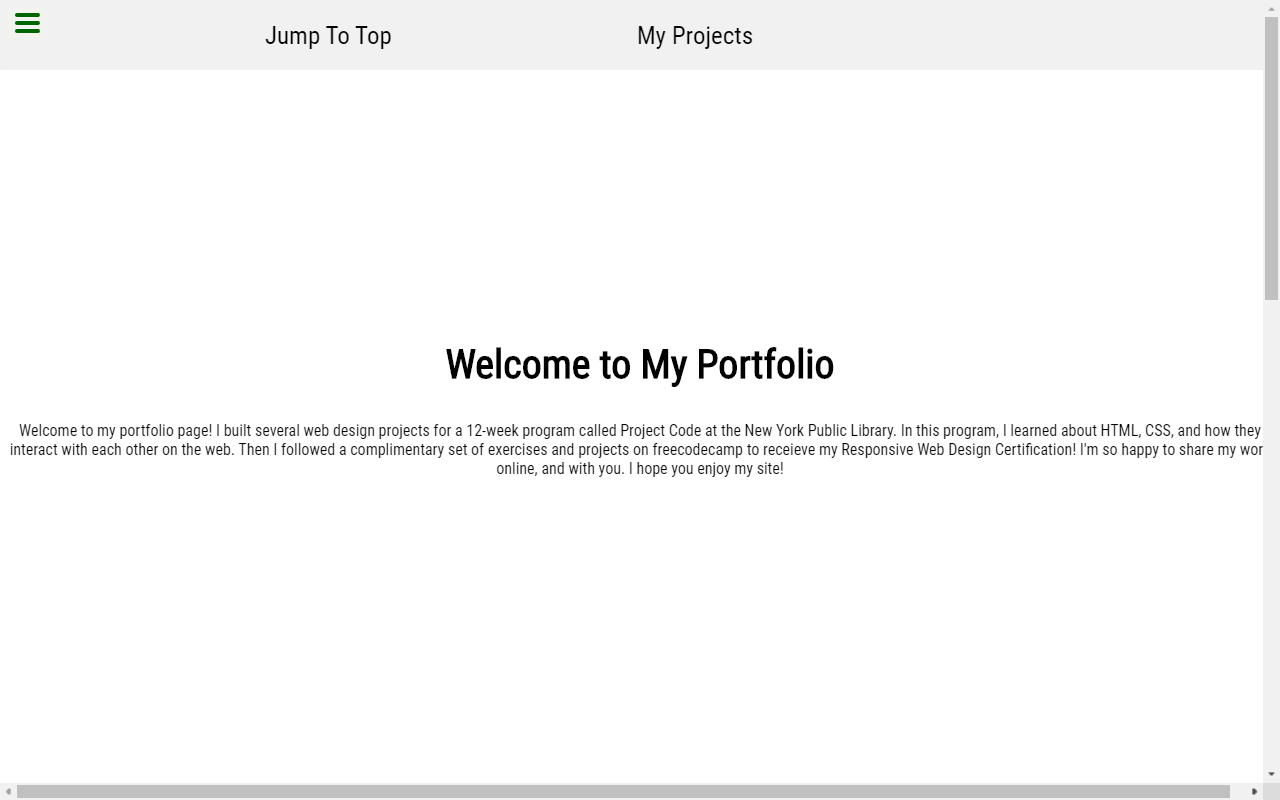 Jump To Top
My Projects
Welcome to My Portfolio
Welcome to my portfolio page! I built several web design projects for a 12-week program called Project Code at the New York Public Library. In this program, I learned about HTML, CSS, and how they
interact with each other on the web. Then I followed a complimentary set of exercises and projects on freecodecamp to receieve my Responsive Web Design Certification! I'm so happy to share my wor
online, and with you. I hope you enjoy my site!